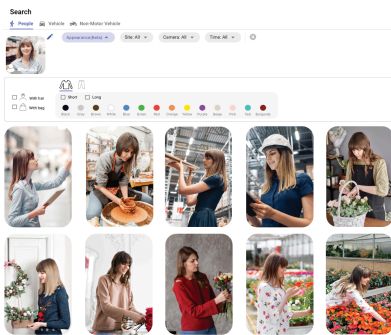 Search
People Vehicle Non-Motor Vehicle
Appearance(Beta) Site: All Camera: All Time: All
With hat
With bag
Short Long
Black Gray Brown White Blue Green Red Orange Yellow Purple Beige Pink Teal Burgundy